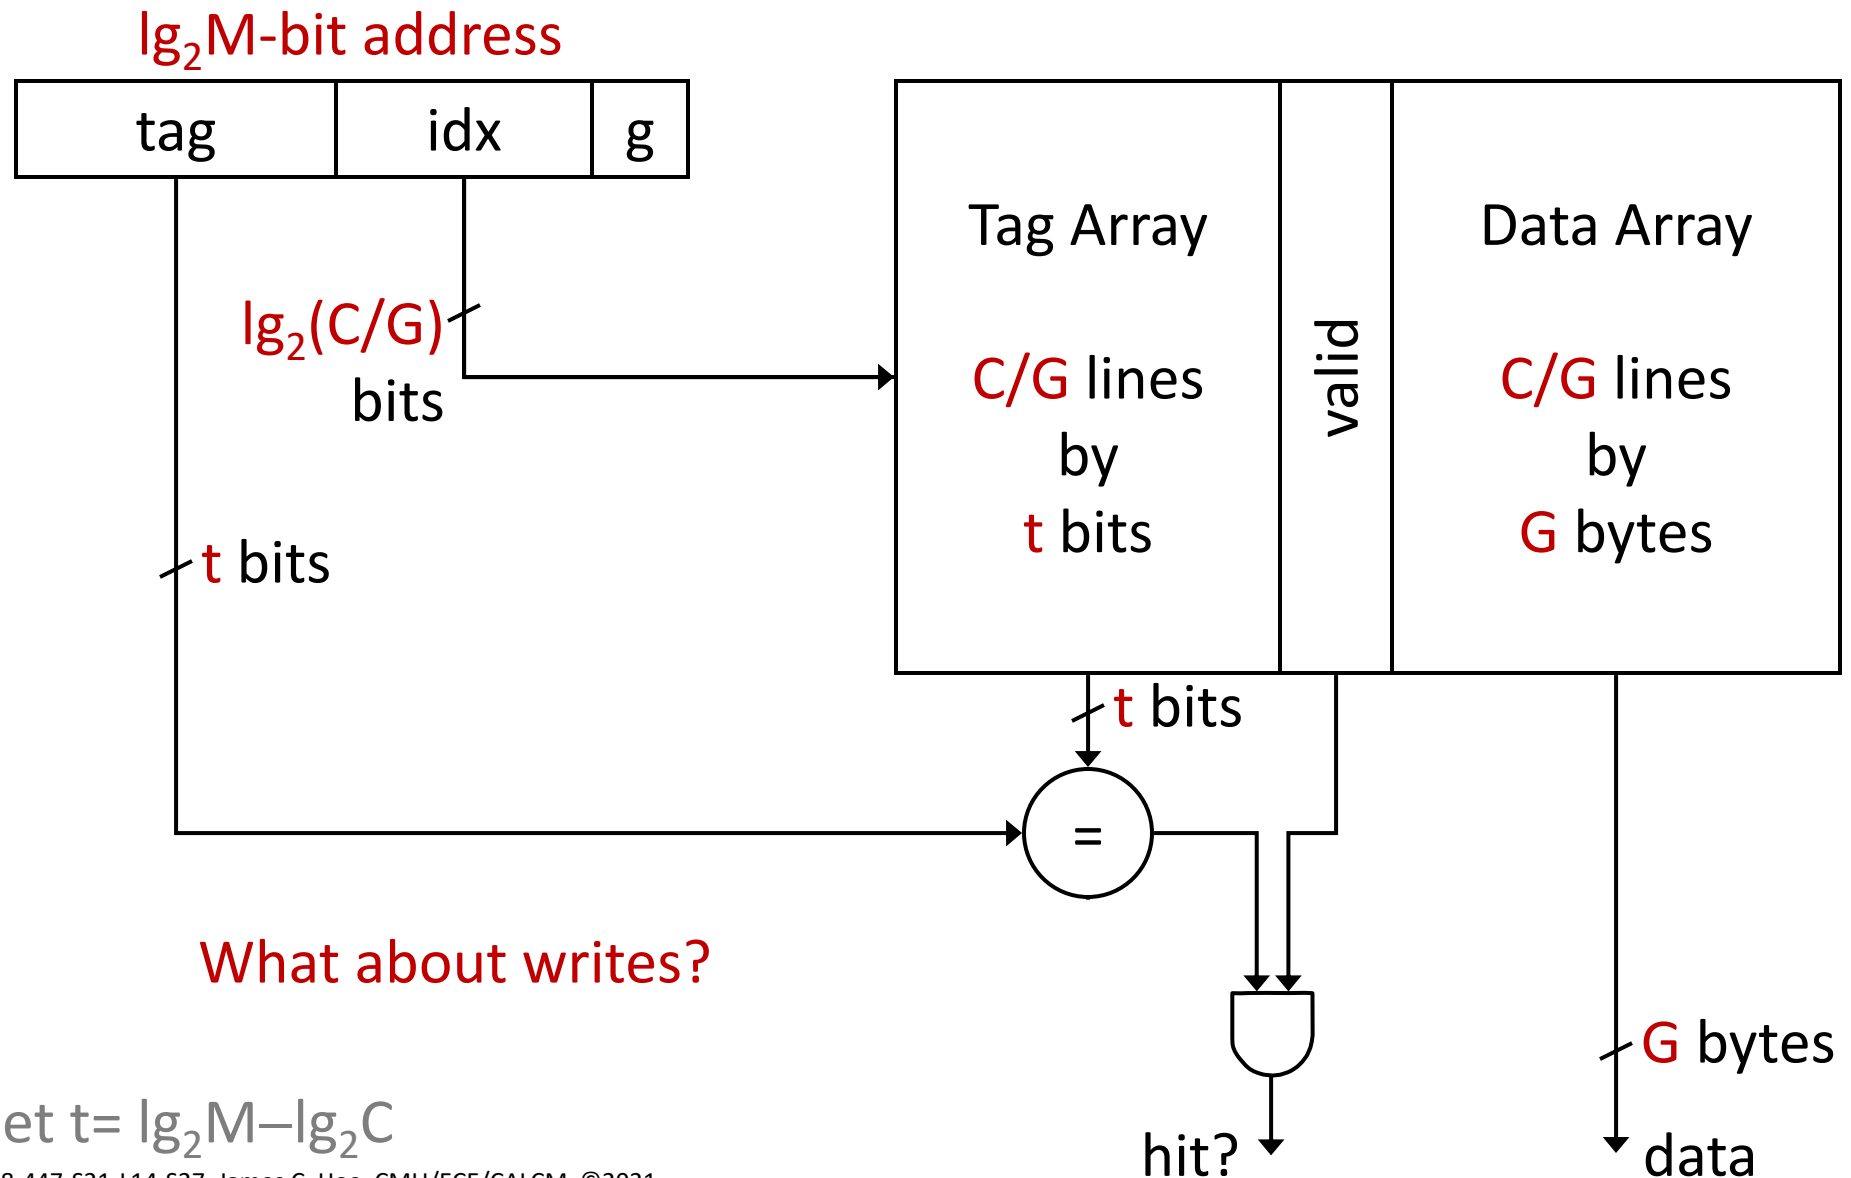 lg₂M-bit address
tag idx g
Tag Array
C/G lines
by
t bits
valid
Data Array
C/G lines
by
G bytes
lg₂(C/G)
bits
t bits
t bits
=
What about writes?
G bytes
et t= lg₂M–lg₂C
hit?
data